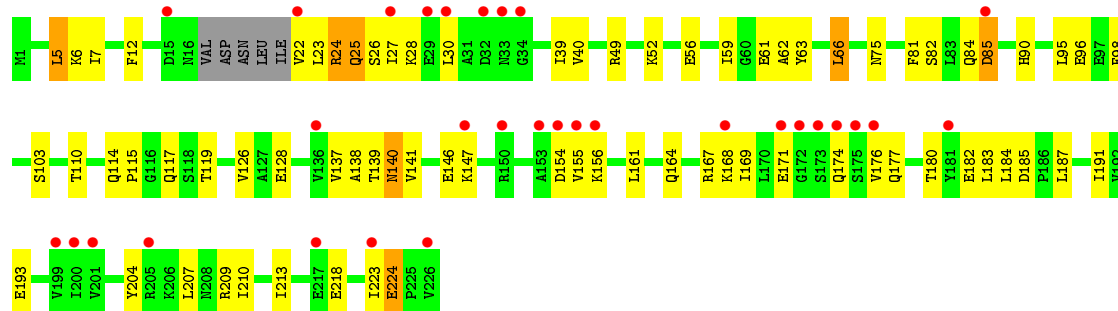 M1 L5 K6 I7 F12 D15 N16 VAL ASP ASN LEU ILE V22 L23 R24 Q25 S26 I27 K28 E29 L30 A31 D32 N33 G34 I39 V40 R49 K52 E56 I59 G60 E61 A62 Y63 L66 N75 F81 S82 L83 Q84 D85 H90 L95 E96 E97
S103 T110 Q114 P115 G116 Q117 S118 T119 V126 A127 E128 V136 V137 A138 T139 N140 V141 E146 K147 R150 A153 D154 V155 K156 L161 Q164 R167 K168 I169 L170 E171 G172 S173 Q174 S175 V176 Q177 T180 Y181 E182 L183 L184 D185 P186 L187 I191
E193 V199 I200 V201 Y204 R205 K206 L207 N208 R209 I210 I213 E217 E218 I223 E224 P225 V226